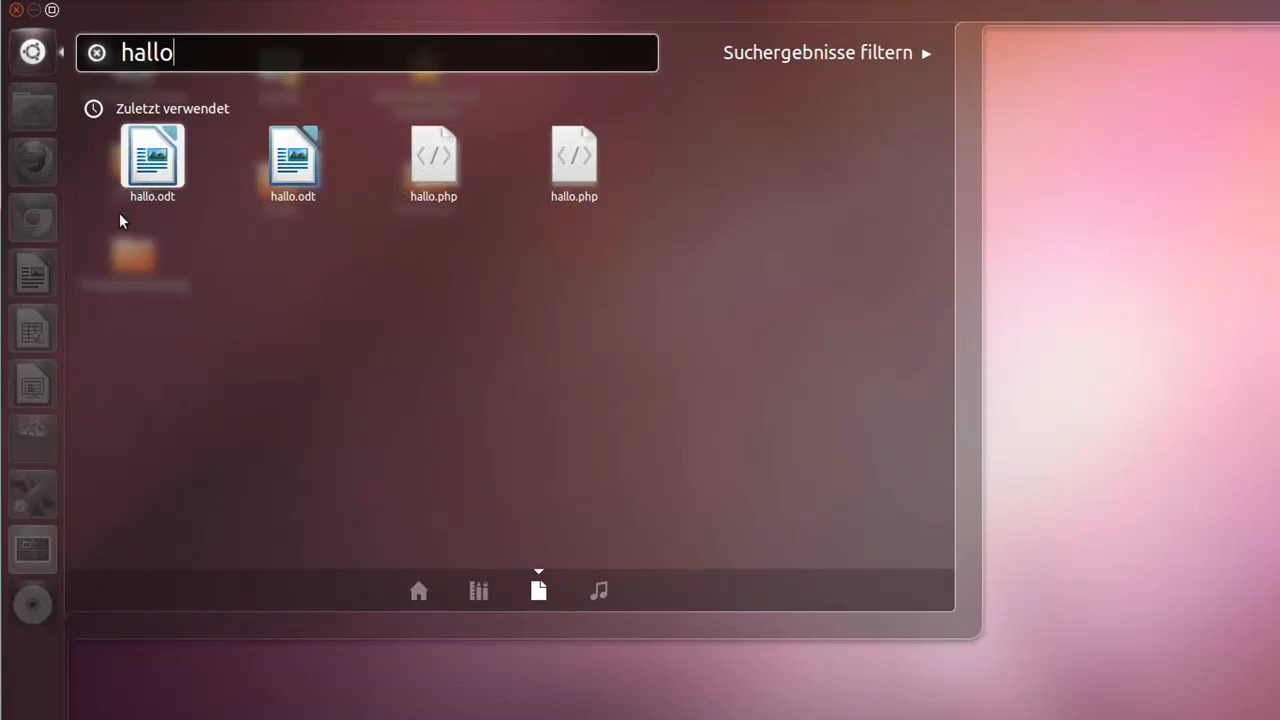 hallo
Suchergebnisse filtern ▸
Zuletzt verwendet
hallo.odt hallo.odt hallo.php hallo.php